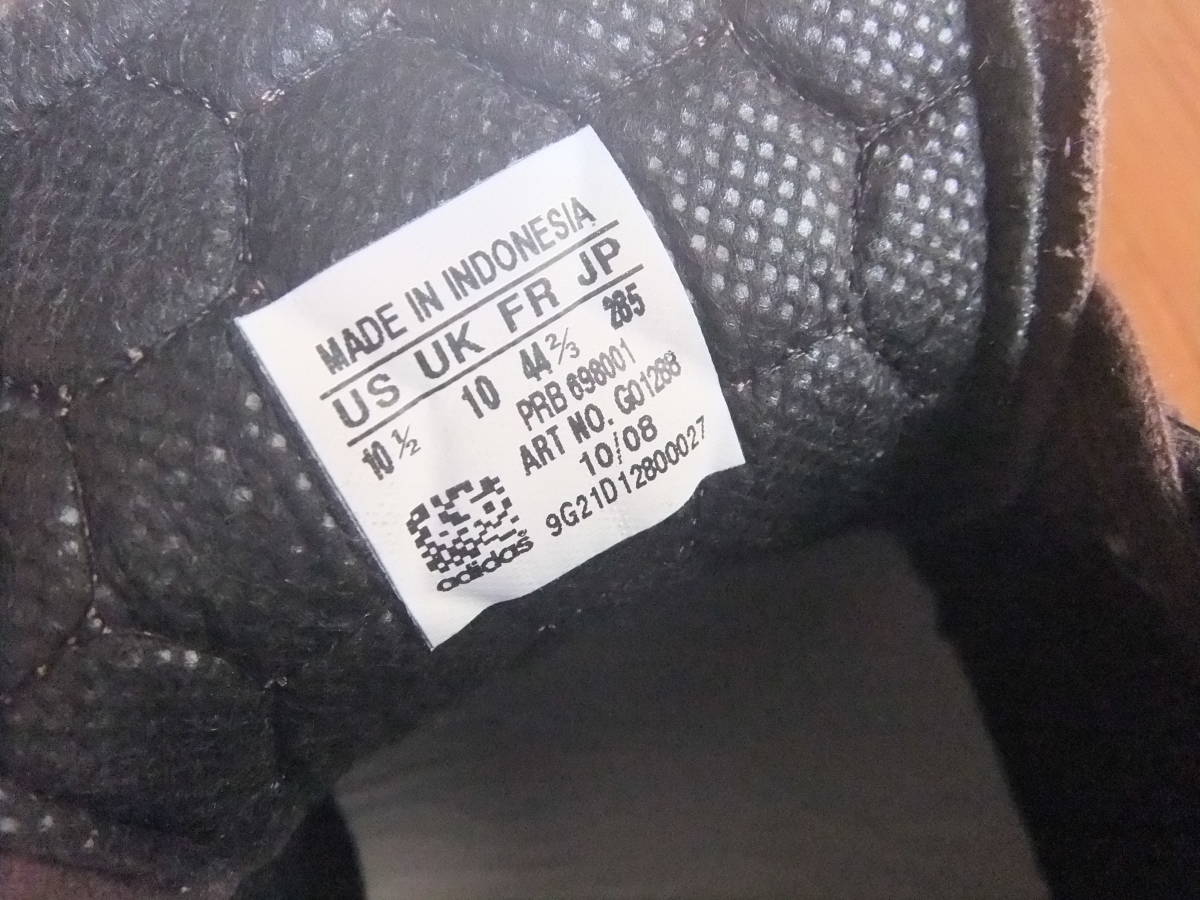 MADE IN INDONESIA
US UK FR JP
10 ½ 10 44 ⅔ 285
PRB 698001
ART NO. G01288
10/08
9G21D12800027
adidas